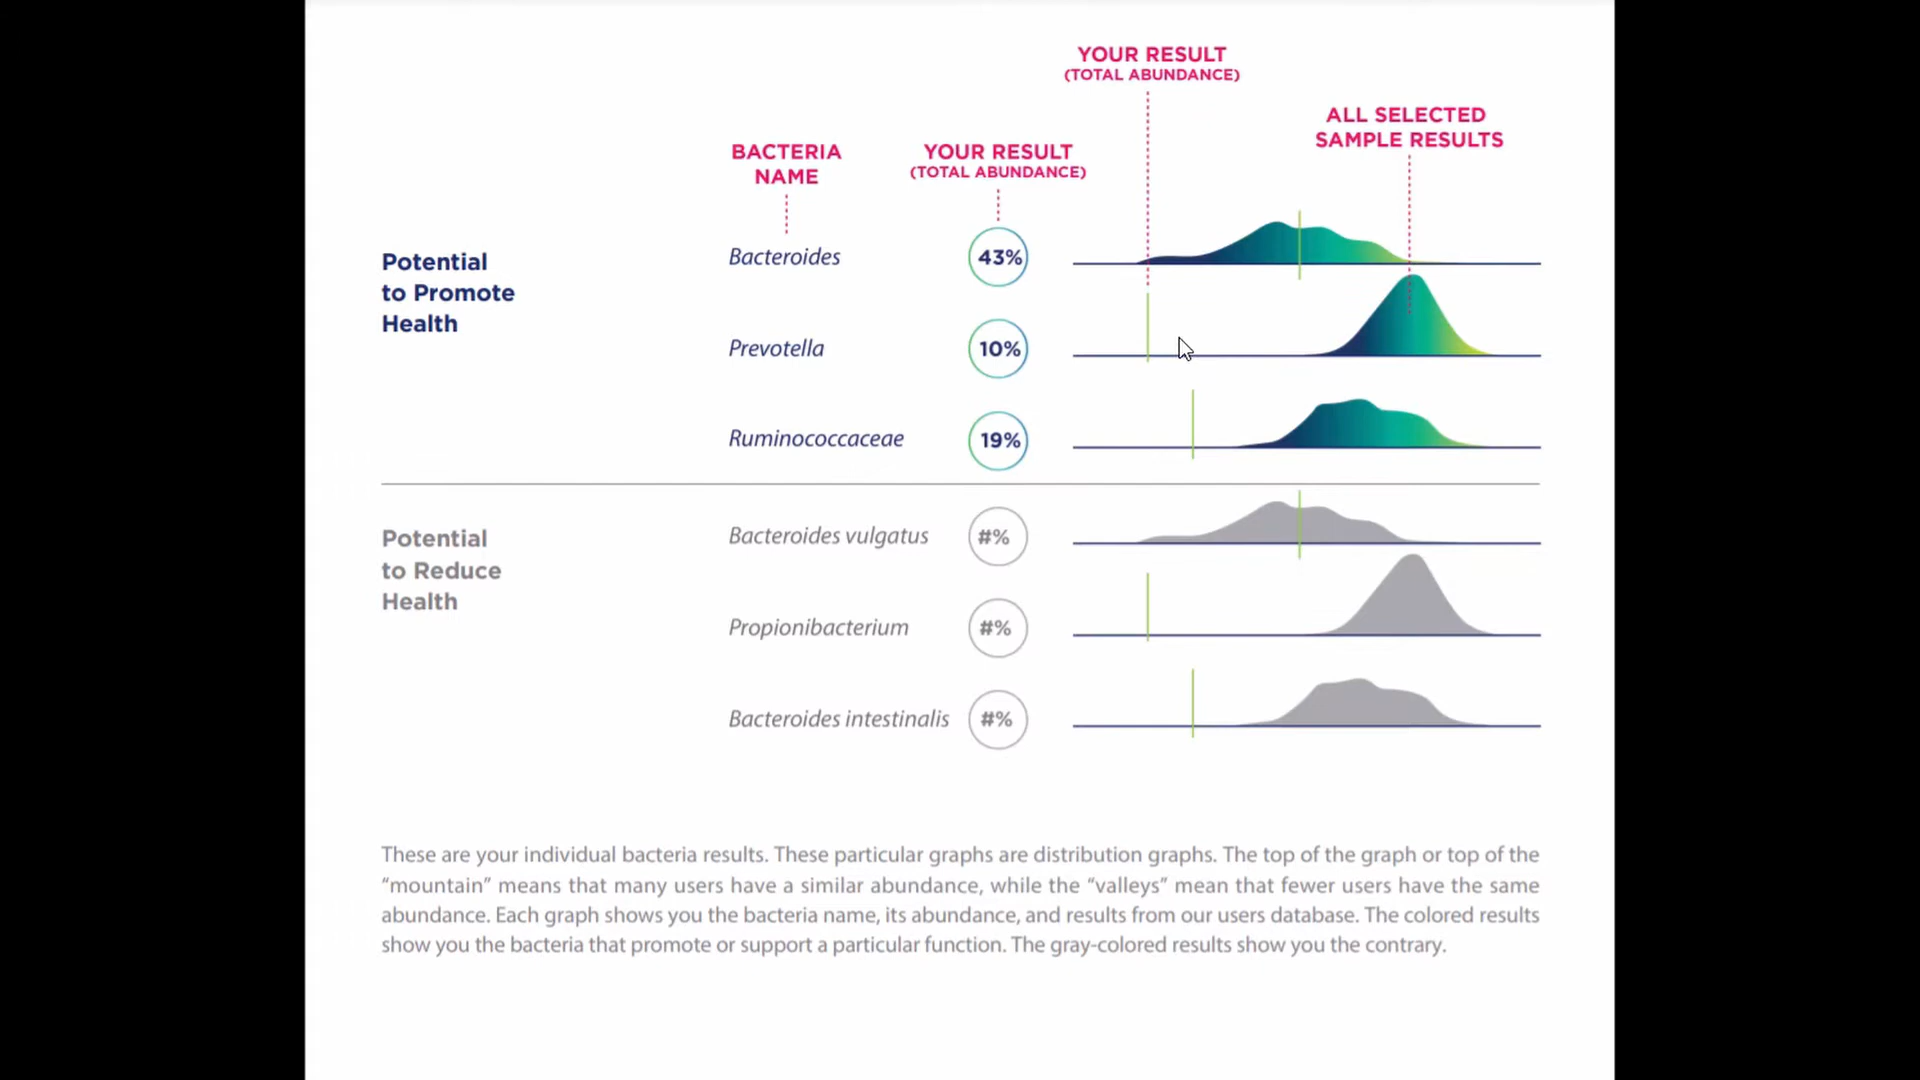 YOUR RESULT
(TOTAL ABUNDANCE)
ALL SELECTED
SAMPLE RESULTS
BACTERIA
NAME
YOUR RESULT
(TOTAL ABUNDANCE)
Potential
to Promote
Health
Bacteroides
43%
Prevotella
10%
Ruminococcaceae
19%
Potential
to Reduce
Health
Bacteroides vulgatus
#%
Propionibacterium
#%
Bacteroides intestinalis
#%
These are your individual bacteria results. These particular graphs are distribution graphs. The top of the graph or top of the
“mountain” means that many users have a similar abundance, while the “valleys” mean that fewer users have the same
abundance. Each graph shows you the bacteria name, its abundance, and results from our users database. The colored results
show you the bacteria that promote or support a particular function. The gray-colored results show you the contrary.